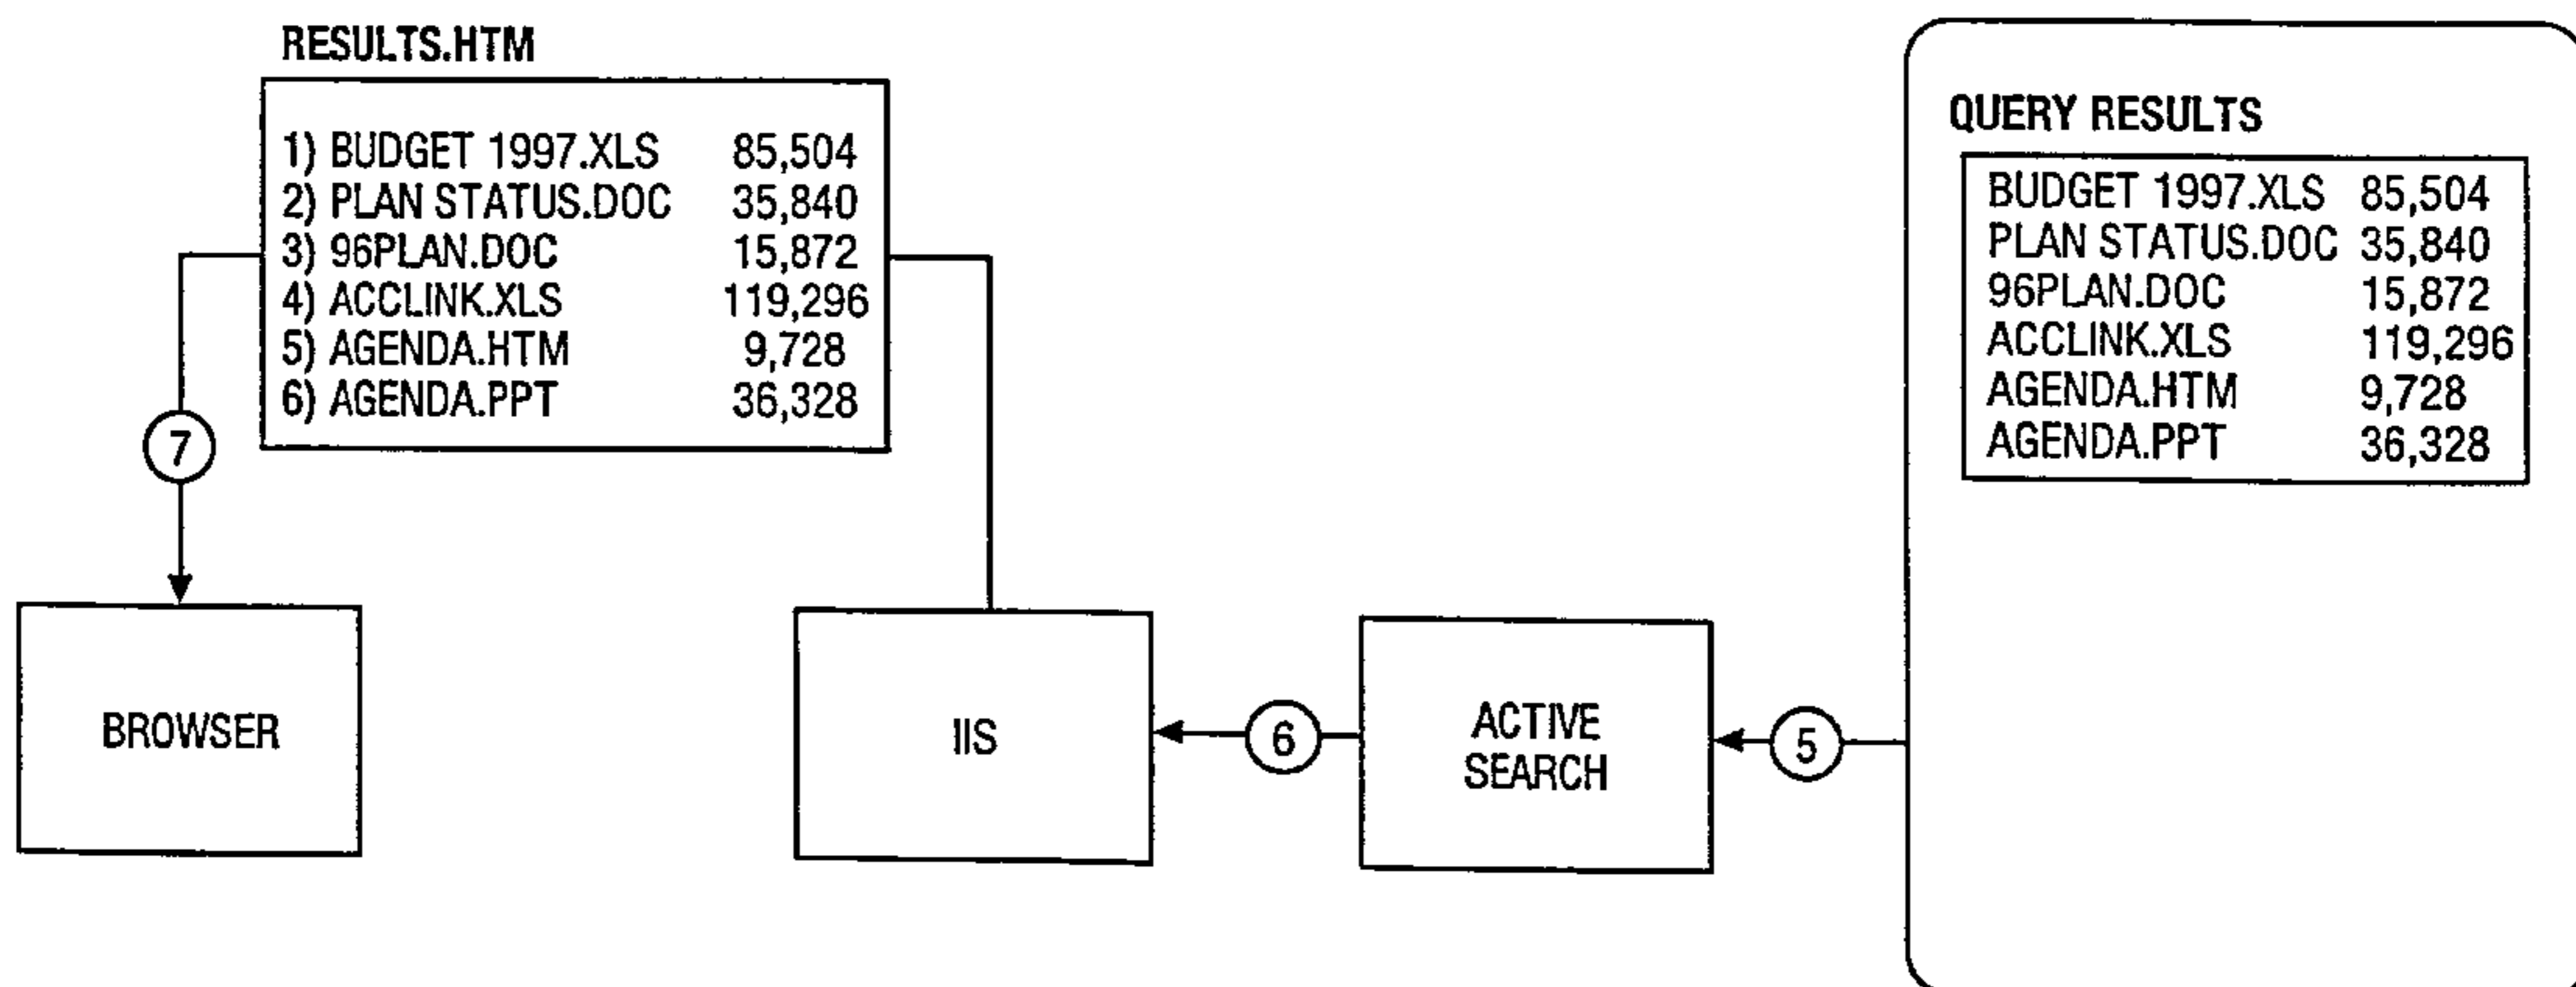 RESULTS.HTM
1) BUDGET 1997.XLS 85,504
2) PLAN STATUS.DOC 35,840
3) 96PLAN.DOC 15,872
4) ACCLINK.XLS 119,296
5) AGENDA.HTM 9,728
6) AGENDA.PPT 36,328
QUERY RESULTS
BUDGET 1997.XLS 85,504
PLAN STATUS.DOC 35,840
96PLAN.DOC 15,872
ACCLINK.XLS 119,296
AGENDA.HTM 9,728
AGENDA.PPT 36,328
7
BROWSER
IIS
6
ACTIVE
SEARCH
5